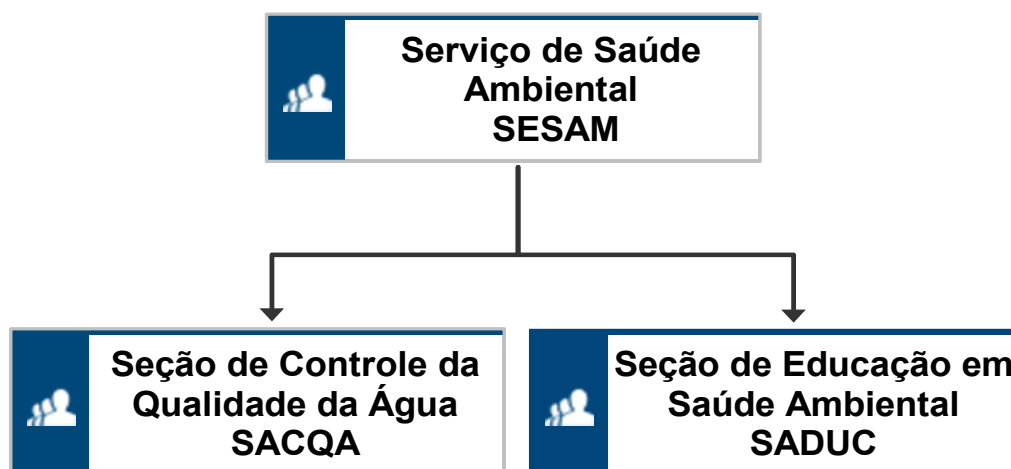 Serviço de Saúde
Ambiental
SESAM
Seção de Controle da
Qualidade da Água
SACQA
Seção de Educação em
Saúde Ambiental
SADUC